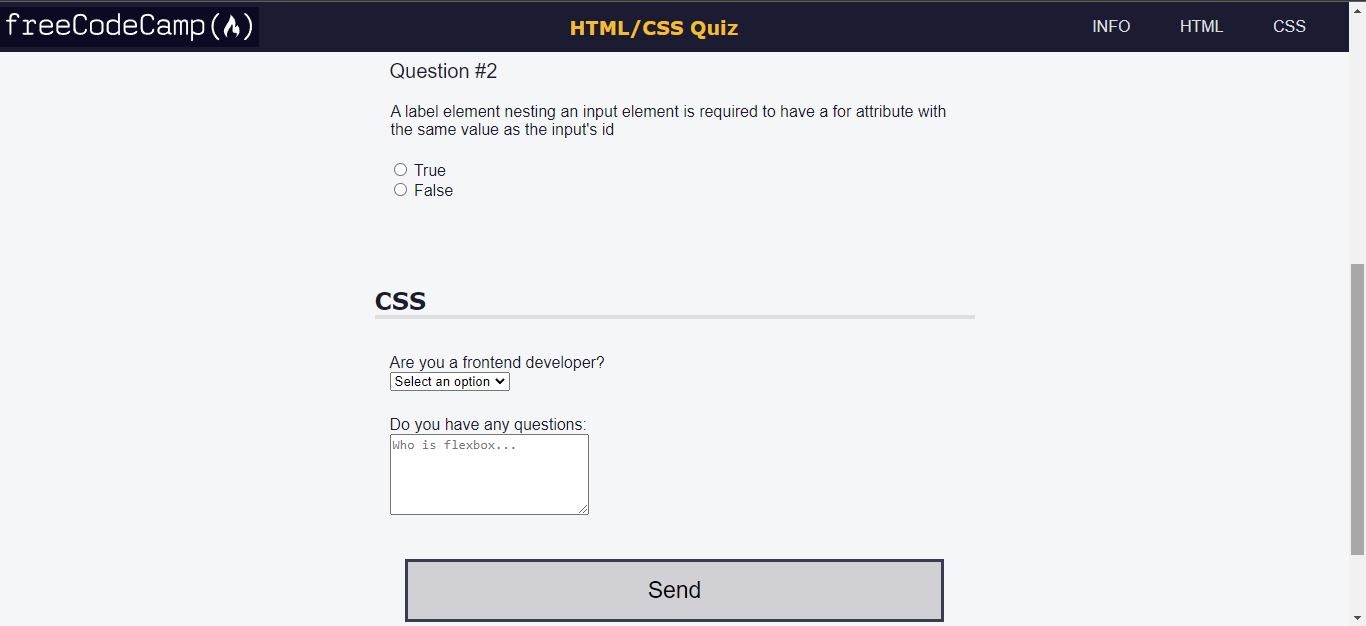 freeCodeCamp
HTML/CSS Quiz
INFO
HTML
CSS
Question #2
A label element nesting an input element is required to have a for attribute with
the same value as the input's id
True
False
CSS
Are you a frontend developer?
Select an option
Do you have any questions:
Who is flexbox...
Send